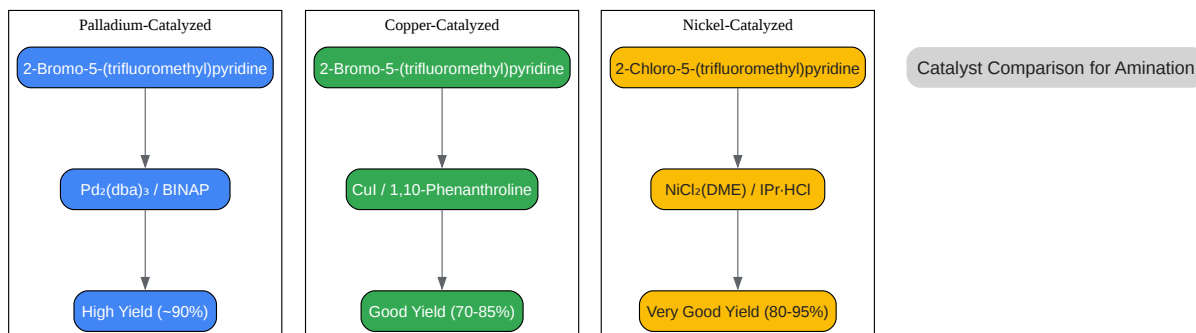 Palladium-Catalyzed
2-Bromo-5-(trifluoromethyl)pyridine
Pd₂(dba)₃ / BINAP
High Yield (~90%)
Copper-Catalyzed
2-Bromo-5-(trifluoromethyl)pyridine
CuI / 1,10-Phenanthroline
Good Yield (70-85%)
Nickel-Catalyzed
2-Chloro-5-(trifluoromethyl)pyridine
NiCl₂(DME) / IPr·HCl
Very Good Yield (80-95%)
Catalyst Comparison for Amination